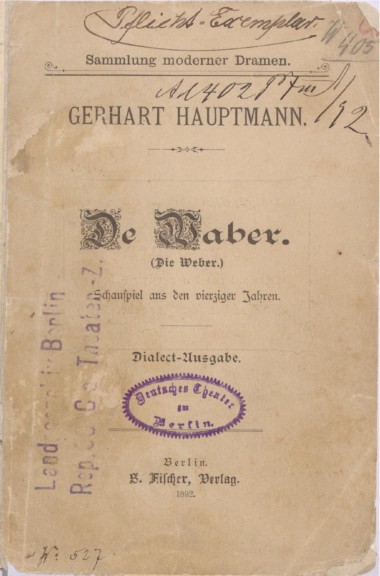 Pflicht-Exemplar
Sammlung moderner Dramen.
GERHART HAUPTMANN.
De Waber.
(Die Weber.)
Schauspiel aus den vierziger Jahren.
Dialect-Ausgabe.
Deutsches Theater
zu
Berlin.
Berlin.
S. Fischer, Verlag.
1892.
Berlin